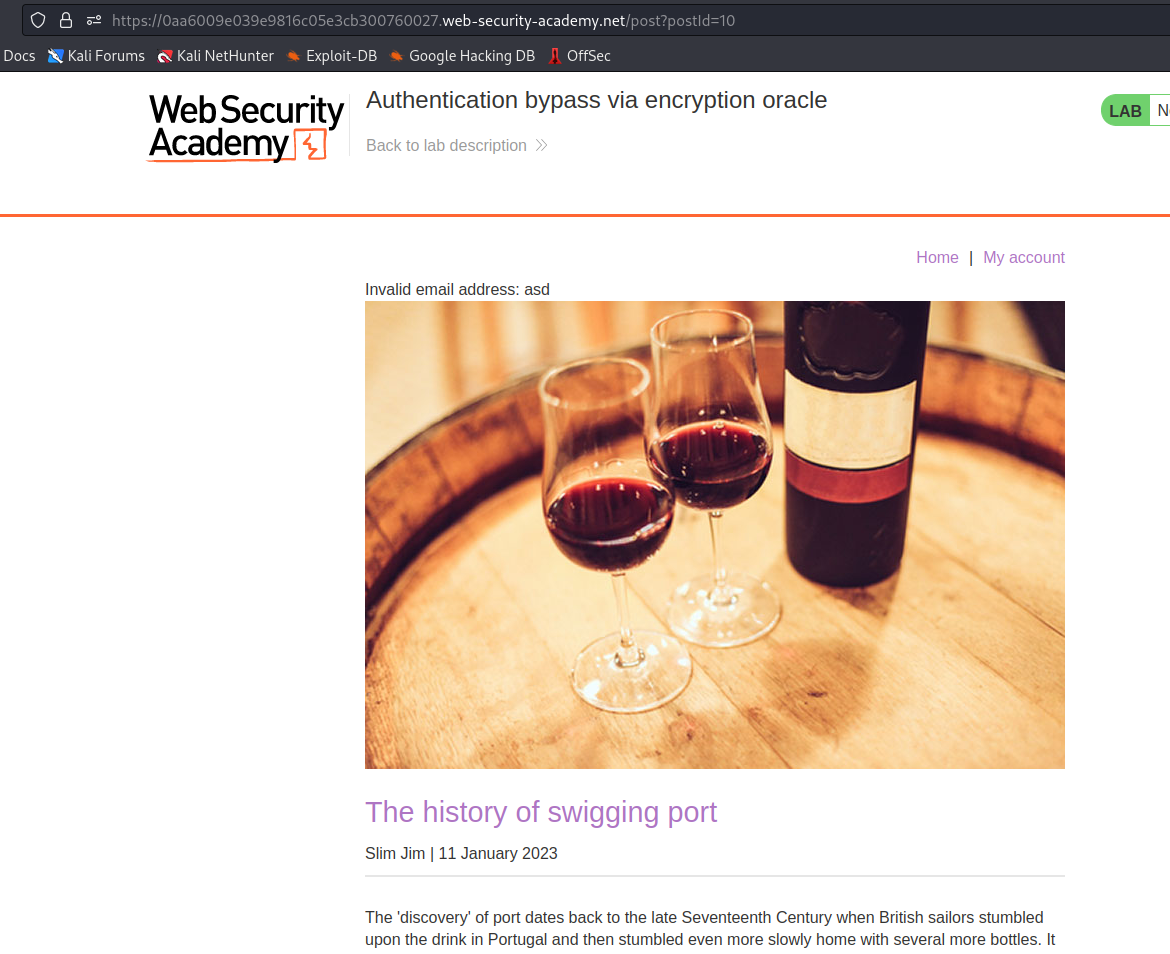 https://0aa6009e039e9816c05e3cb300760027.web-security-academy.net/post?postId=10
Docs Kali Forums Kali NetHunter Exploit-DB Google Hacking DB OffSec
Web Security
Academy
Authentication bypass via encryption oracle
Back to lab description
LAB
Home | My account
Invalid email address: asd
The history of swigging port
Slim Jim | 11 January 2023
The 'discovery' of port dates back to the late Seventeenth Century when British sailors stumbled
upon the drink in Portugal and then stumbled even more slowly home with several more bottles. It